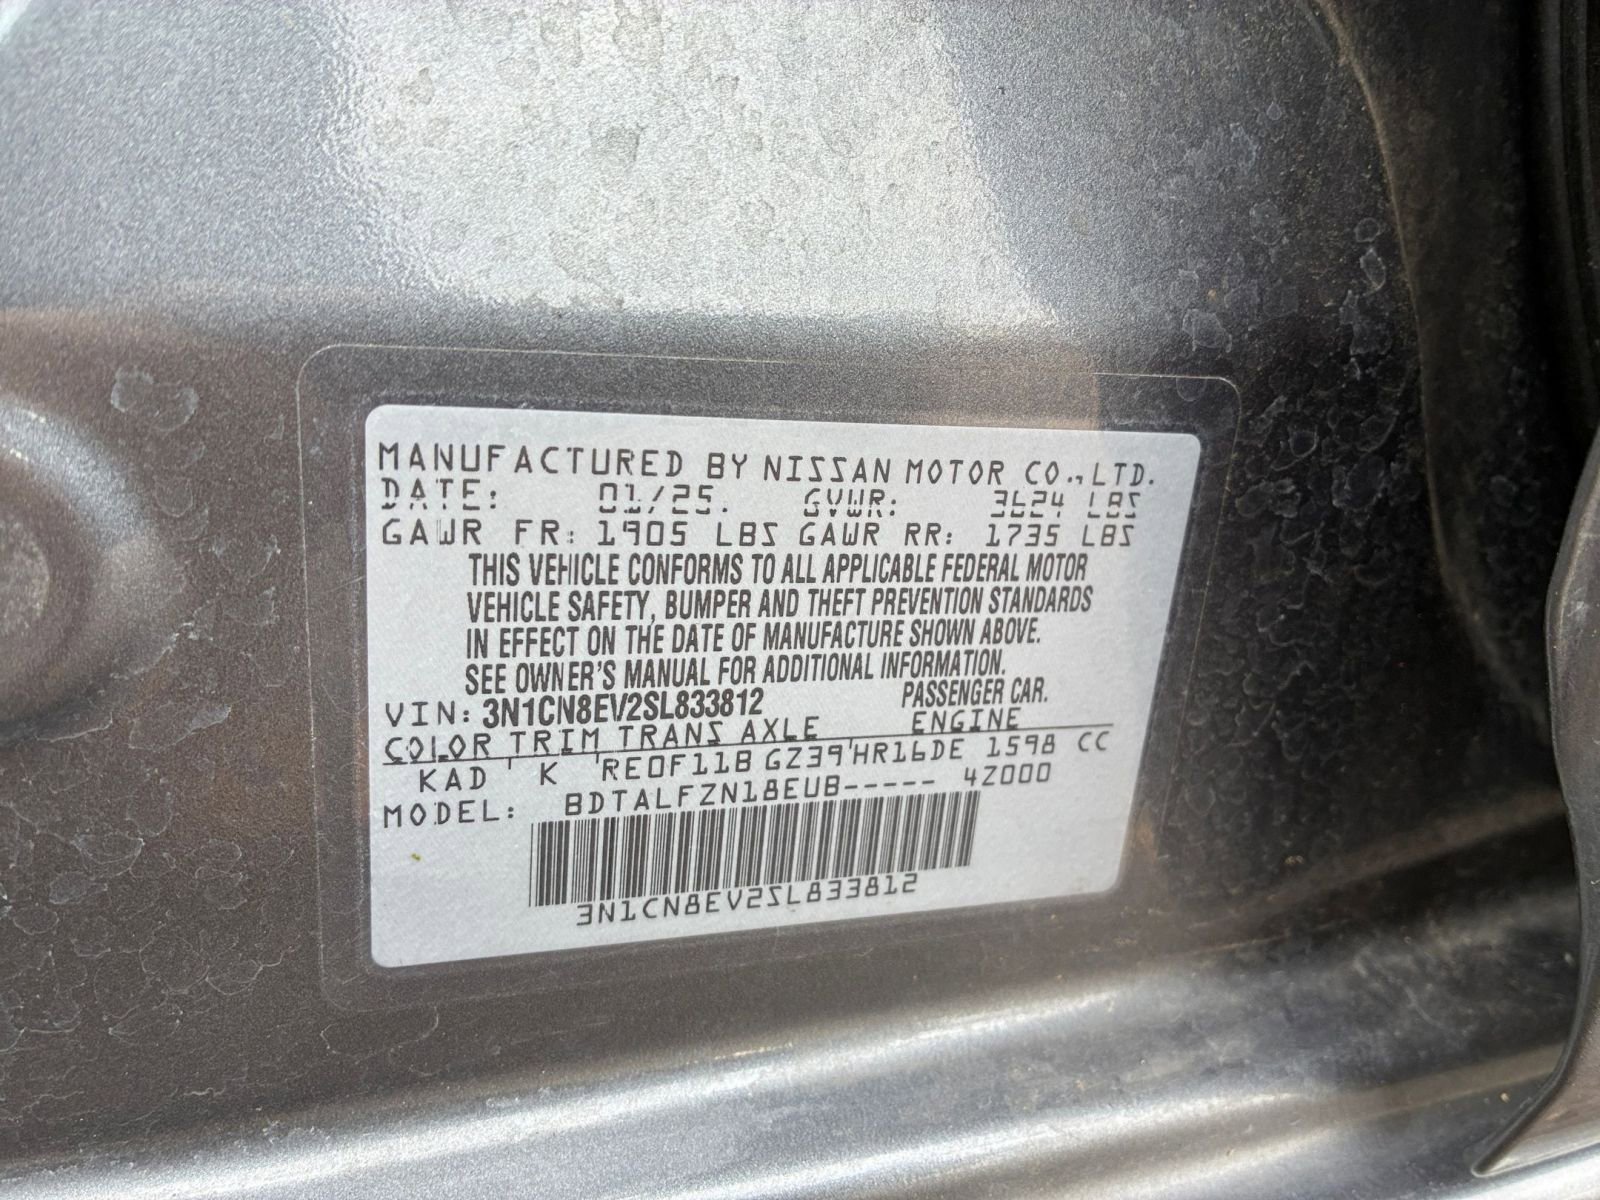 MANUFACTURED BY NISSAN MOTOR CO., LTD.
DATE: 01/25. GVWR: 3624 LBS
GAWR FR: 1905 LBS GAWR RR: 1735 LBS
THIS VEHICLE CONFORMS TO ALL APPLICABLE FEDERAL MOTOR
VEHICLE SAFETY, BUMPER AND THEFT PREVENTION STANDARDS
IN EFFECT ON THE DATE OF MANUFACTURE SHOWN ABOVE.
SEE OWNER'S MANUAL FOR ADDITIONAL INFORMATION.
VIN: 3N1CN8EV2SL833812 PASSENGER CAR.
COLOR TRIM TRANS AXLE ENGINE
KAD K RE0F11B GZ39 HR16DE 1598 CC
MODEL: BDTALFZN18EUB----- 4Z000
3N1CN8EV2SL833812